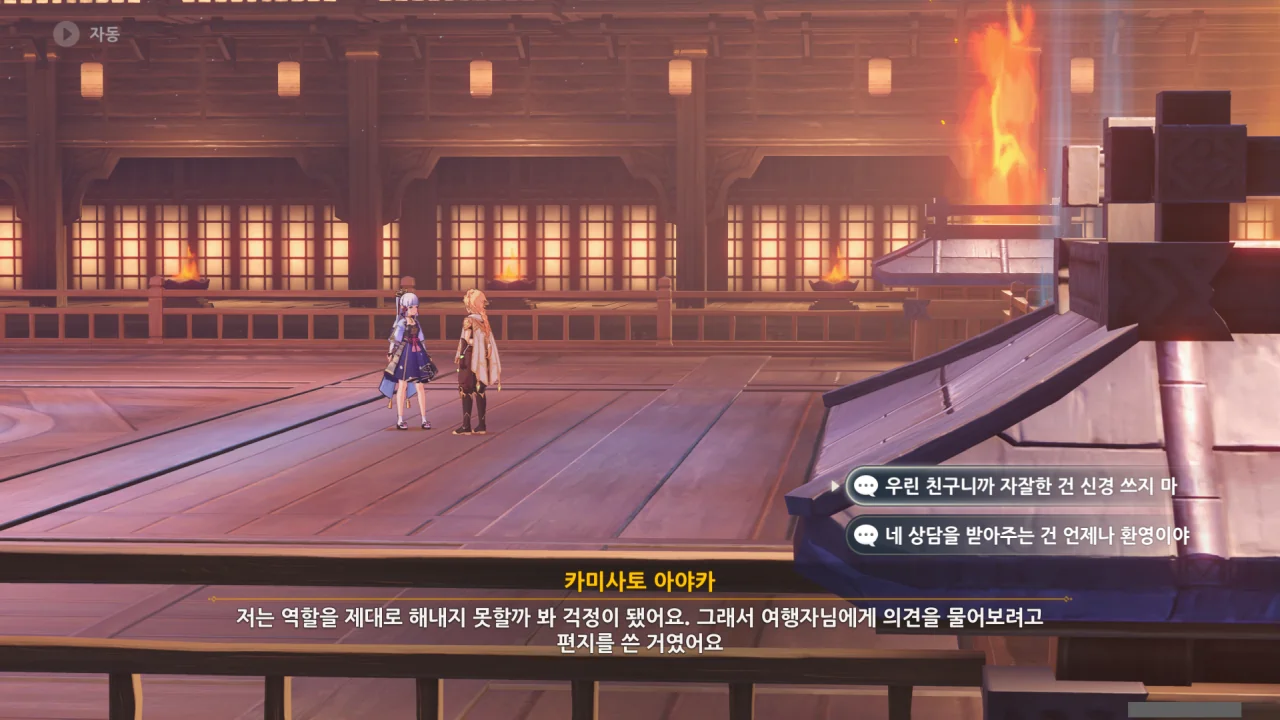 자동
우린 친구니까 자잘한 건 신경 쓰지 마
네 상담을 받아주는 건 언제나 환영이야
카미사토 아야카
저는 역할을 제대로 해내지 못할까 봐 걱정이 됐어요. 그래서 여행자님에게 의견을 물어보려고
편지를 쓴 거였어요